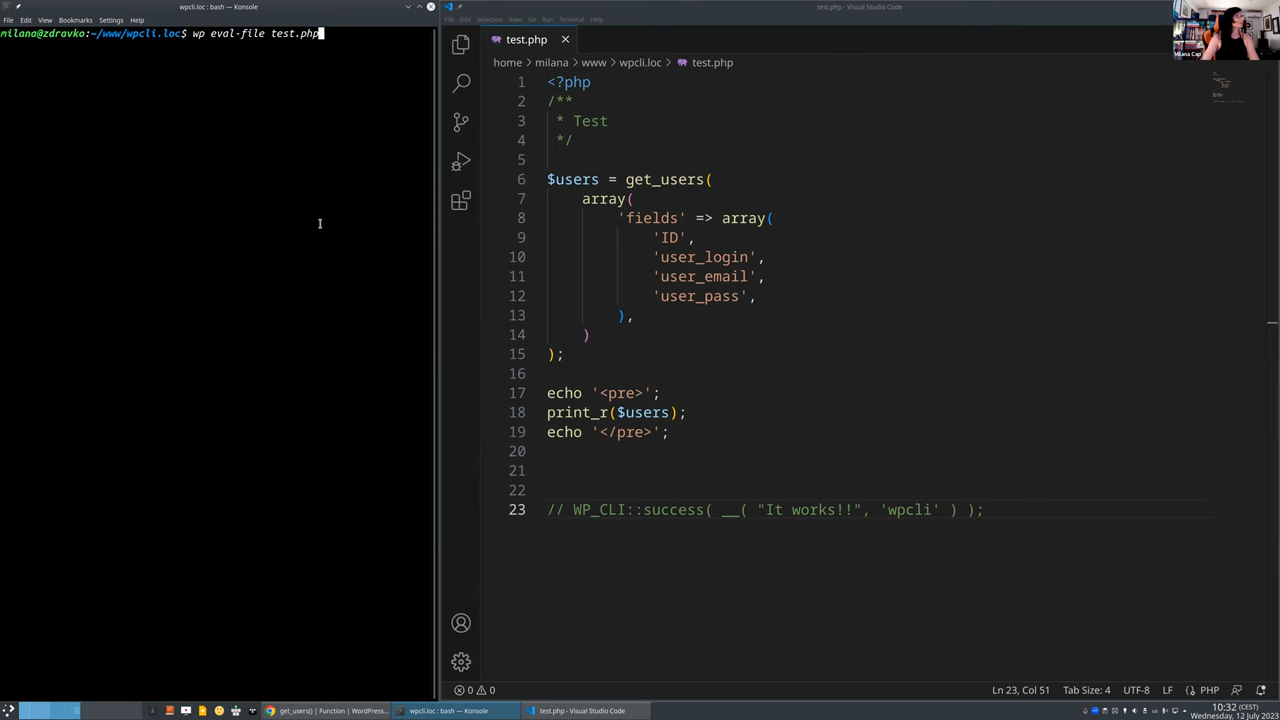 wpcli.loc : bash — Konsole
File Edit View Bookmarks Settings Help
milana@zdravko:~/www/wpcli.loc$ wp eval-file test.php
test.php - Visual Studio Code
File Edit Selection View Go Run Terminal Help
test.php
home milana www wpcli.loc test.php
1 <?php
2 /**
3 * Test
4 */
5
6 $users = get_users(
7 array(
8 'fields' => array(
9 'ID',
10 'user_login',
11 'user_email',
12 'user_pass',
13 ),
14 )
15 );
16
17 echo '<pre>';
18 print_r($users);
19 echo '</pre>';
20
21
22
23 // WP_CLI::success( __( "It works!!", 'wpcli' ) );
0 0
Ln 23, Col 51 Tab Size: 4 UTF-8 LF PHP
Milana Cap
get_users() | Function | WordPress...
wpcli.loc : bash — Konsole
test.php - Visual Studio Code
10:32 (CEST)
Wednesday, 12 July 2023